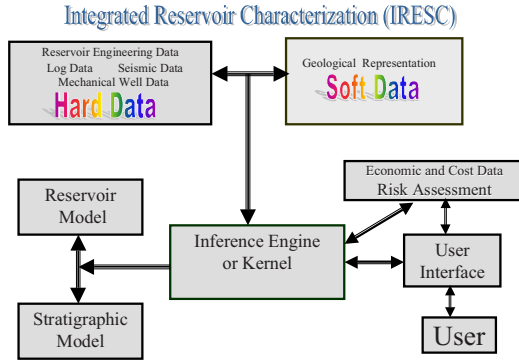 Integrated Reservoir Characterization (IRESC)
Reservoir Engineering Data
Log Data Seismic Data
Mechanical Well Data
Hard Data
Geological Representation
Soft Data
Economic and Cost Data
Risk Assessment
Reservoir
Model
Inference Engine
or Kernel
User
Interface
Stratigraphic
Model
User